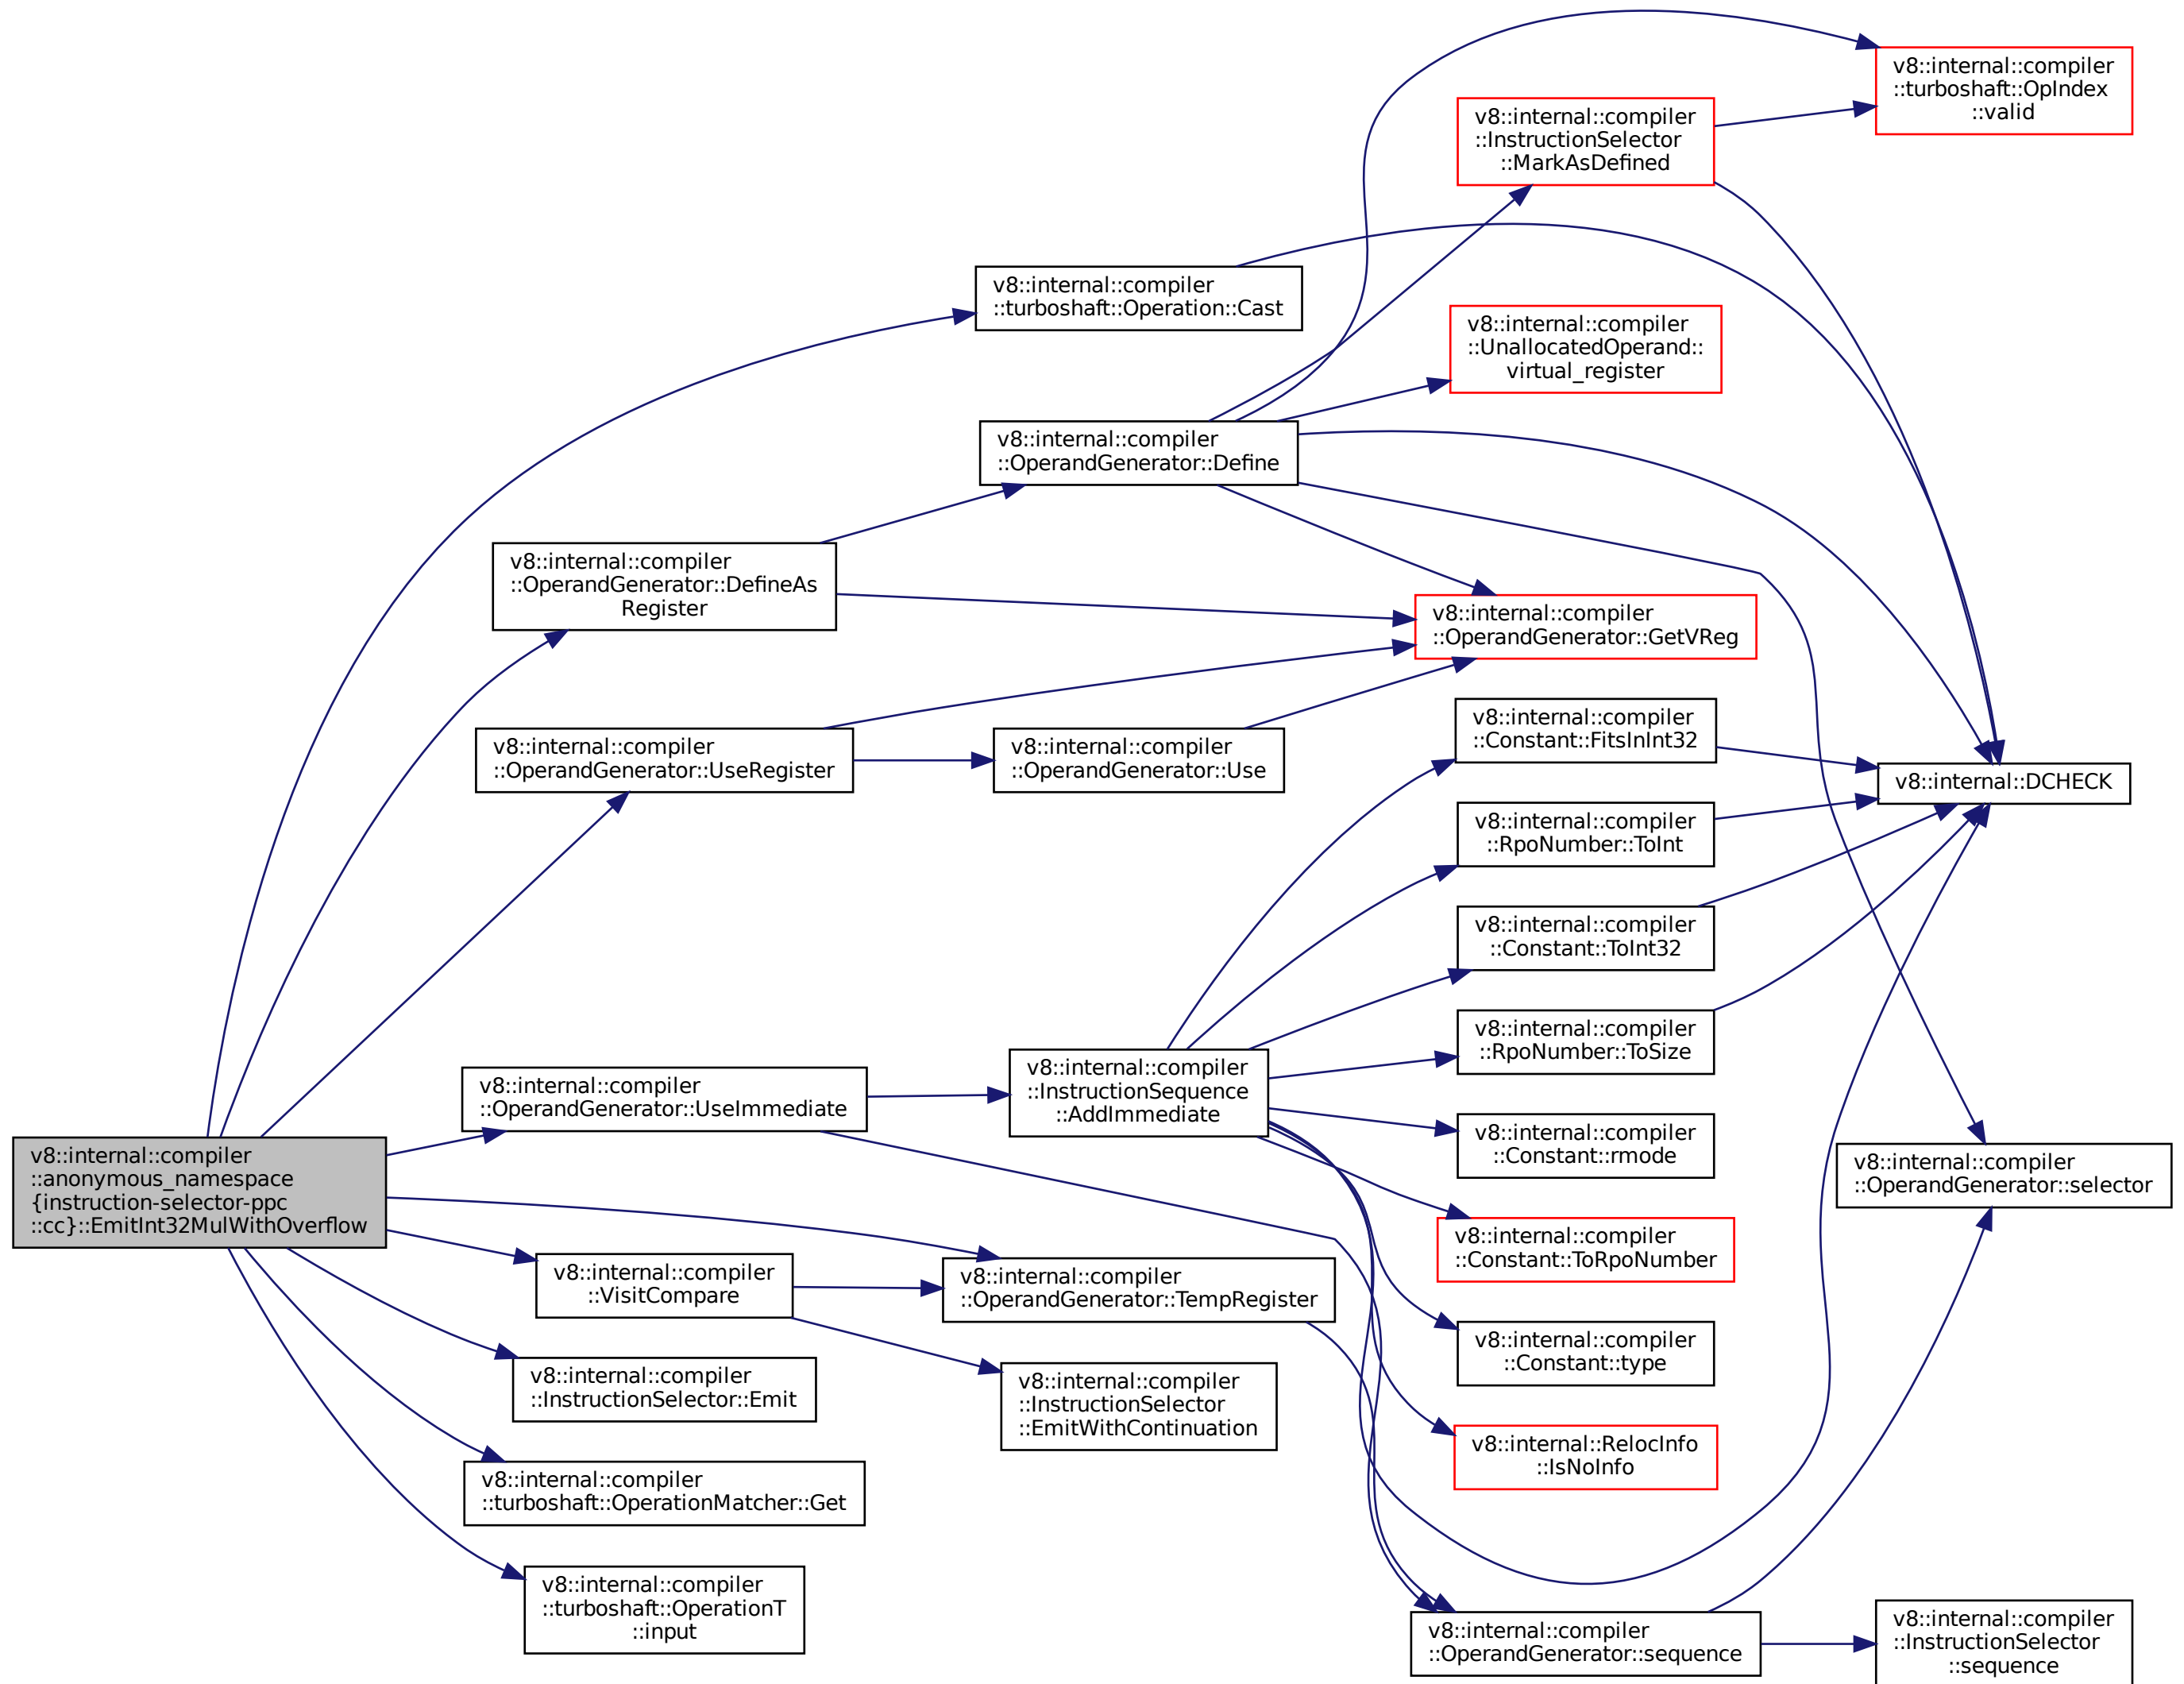 v8::internal::compiler
::turboshaft::OpIndex
::valid
v8::internal::compiler
::InstructionSelector
::MarkAsDefined
v8::internal::compiler
::turboshaft::Operation::Cast
v8::internal::compiler
::UnallocatedOperand::
virtual_register
v8::internal::compiler
::OperandGenerator::Define
v8::internal::compiler
::OperandGenerator::DefineAs
Register
v8::internal::compiler
::OperandGenerator::GetVReg
v8::internal::compiler
::OperandGenerator::UseRegister
v8::internal::compiler
::OperandGenerator::Use
v8::internal::compiler
::Constant::FitsInInt32
v8::internal::DCHECK
v8::internal::compiler
::RpoNumber::ToInt
v8::internal::compiler
::Constant::ToInt32
v8::internal::compiler
::RpoNumber::ToSize
v8::internal::compiler
::OperandGenerator::UseImmediate
v8::internal::compiler
::InstructionSequence
::AddImmediate
v8::internal::compiler
::Constant::rmode
v8::internal::compiler
::anonymous_namespace
{instruction-selector-ppc
::cc}::EmitInt32MulWithOverflow
v8::internal::compiler
::OperandGenerator::selector
v8::internal::compiler
::Constant::ToRpoNumber
v8::internal::compiler
::VisitCompare
v8::internal::compiler
::OperandGenerator::TempRegister
v8::internal::compiler
::Constant::type
v8::internal::compiler
::InstructionSelector::Emit
v8::internal::compiler
::InstructionSelector
::EmitWithContinuation
v8::internal::RelocInfo
::IsNoInfo
v8::internal::compiler
::turboshaft::OperationMatcher::Get
v8::internal::compiler
::turboshaft::OperationT
::input
v8::internal::compiler
::OperandGenerator::sequence
v8::internal::compiler
::InstructionSelector
::sequence